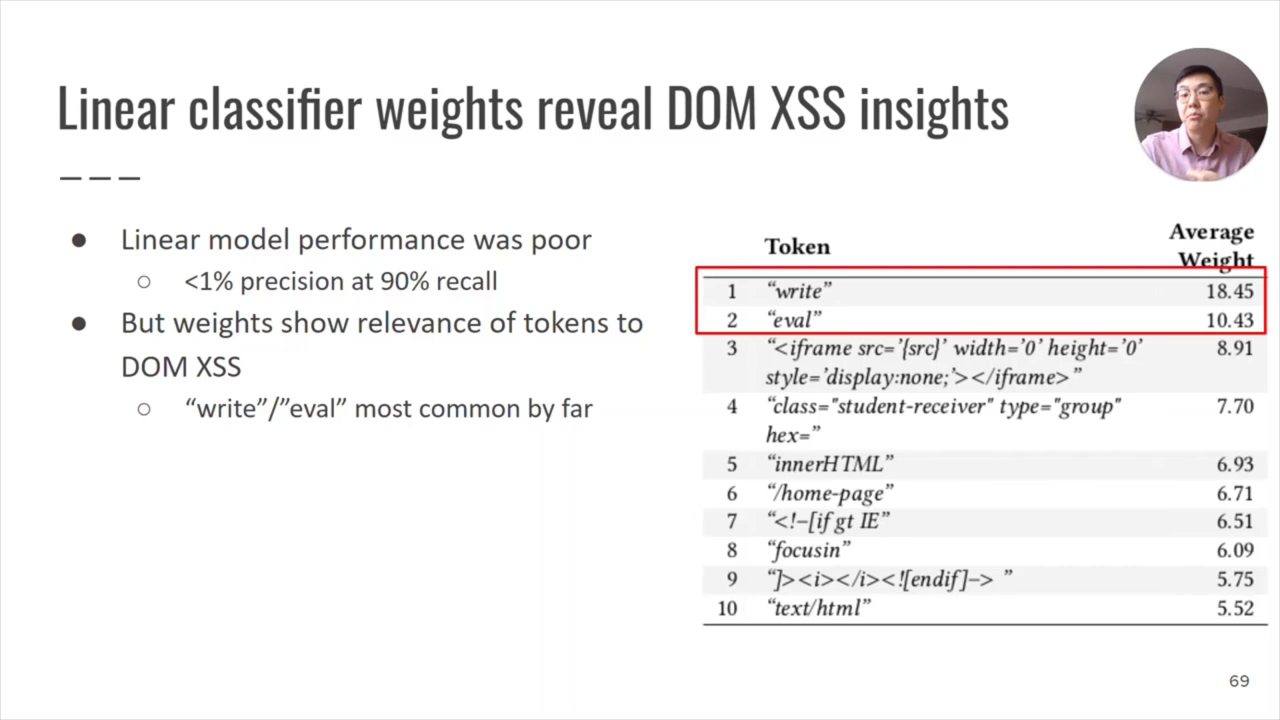 Linear classifier weights reveal DOM XSS insights
● Linear model performance was poor
○ <1% precision at 90% recall
● But weights show relevance of tokens to
DOM XSS
○ “write”/”eval” most common by far
Token Average
Weight
1 “write” 18.45
2 “eval” 10.43
3 “<iframe src='{src}' width='0' height='0' 8.91
style='display:none;'></iframe>”
4 “class="student-receiver" type="group" 7.70
hex=”
5 “innerHTML” 6.93
6 “/home-page” 6.71
7 “<!–[if gt IE” 6.51
8 “focusin” 6.09
9 “]><i></i><![endif]–> ” 5.75
10 “text/html” 5.52
69